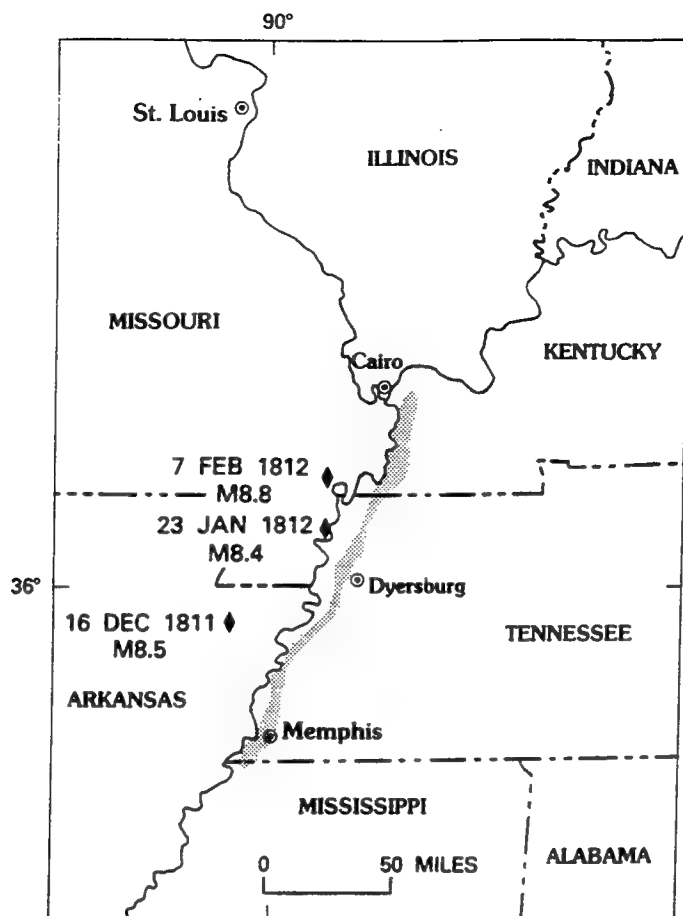 90°
St. Louis
ILLINOIS
INDIANA
MISSOURI
KENTUCKY
Cairo
7 FEB 1812
M8.8
23 JAN 1812
M8.4
36°
Dyersburg
16 DEC 1811
M8.5
TENNESSEE
ARKANSAS
Memphis
MISSISSIPPI
ALABAMA
0 50 MILES